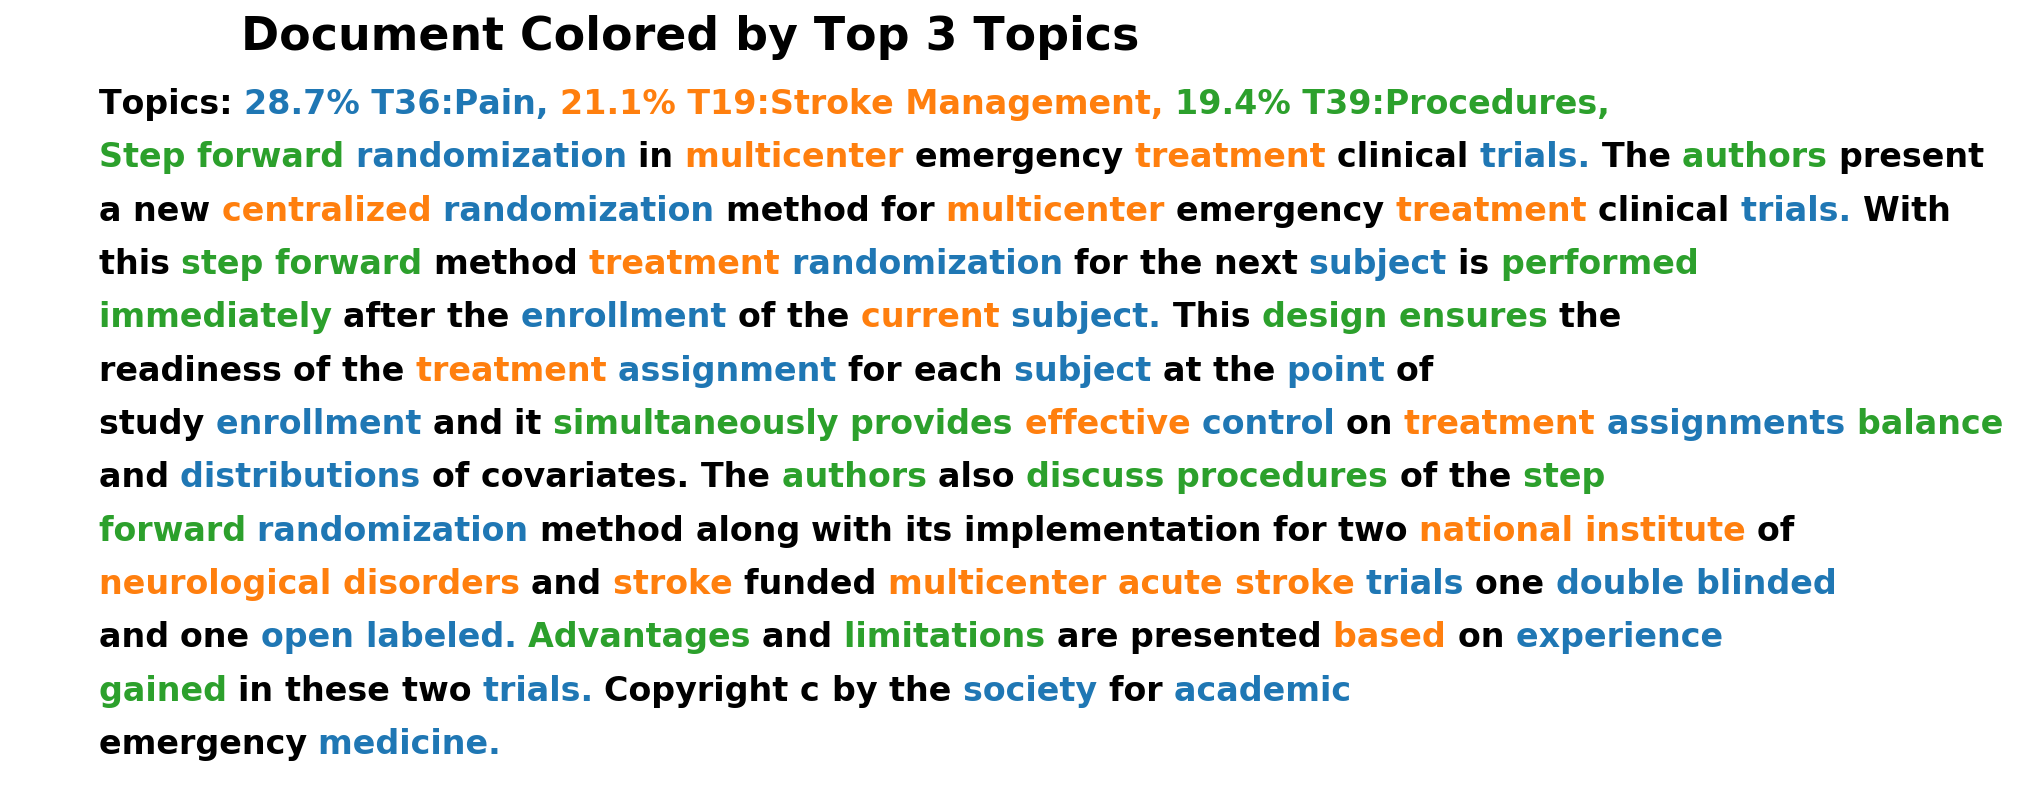 Document Colored by Top 3 Topics
Topics: 28.7% T36:Pain, 21.1% T19:Stroke Management, 19.4% T39:Procedures,
Step forward randomization in multicenter emergency treatment clinical trials. The authors present
a new centralized randomization method for multicenter emergency treatment clinical trials. With
this step forward method treatment randomization for the next subject is performed
immediately after the enrollment of the current subject. This design ensures the
readiness of the treatment assignment for each subject at the point of
study enrollment and it simultaneously provides effective control on treatment assignments balance
and distributions of covariates. The authors also discuss procedures of the step
forward randomization method along with its implementation for two national institute of
neurological disorders and stroke funded multicenter acute stroke trials one double blinded
and one open labeled. Advantages and limitations are presented based on experience
gained in these two trials. Copyright c by the society for academic
emergency medicine.